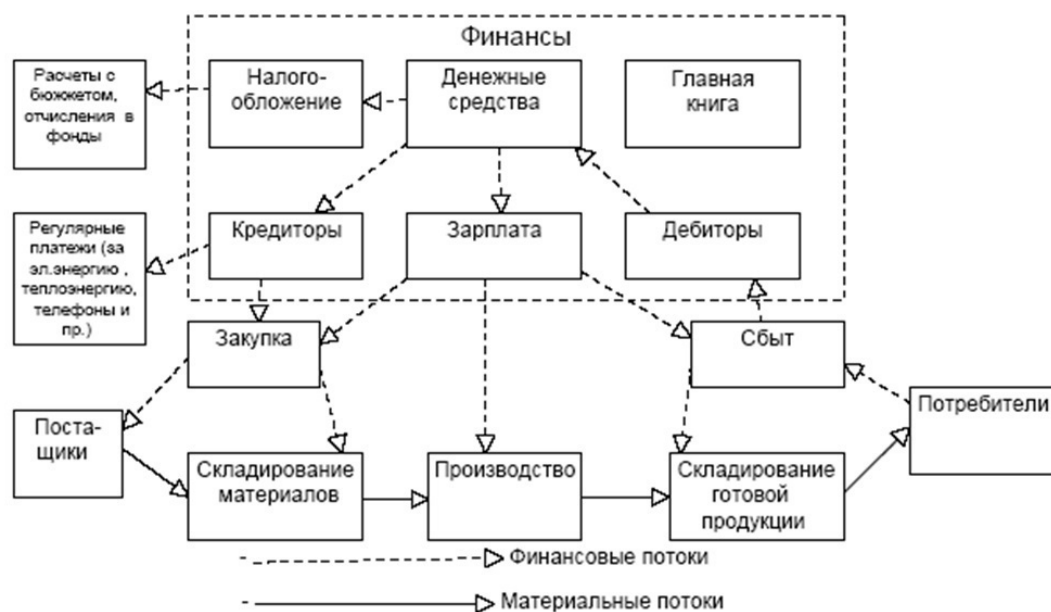 Финансы
Расчеты с
бюжкетом,
отчисления в
фонды
Налого-
обложение
Денежные
средства
Главная
книга
Регулярные
платежи (за
эл.энергию ,
теплоэнергию,
телефоны и
пр.)
Кредиторы
Зарплата
Дебиторы
Закупка
Сбыт
Поста-
щики
Потребители
Складирование
материалов
Производство
Складирование
готовой
продукции
Финансовые потоки
Материальные потоки